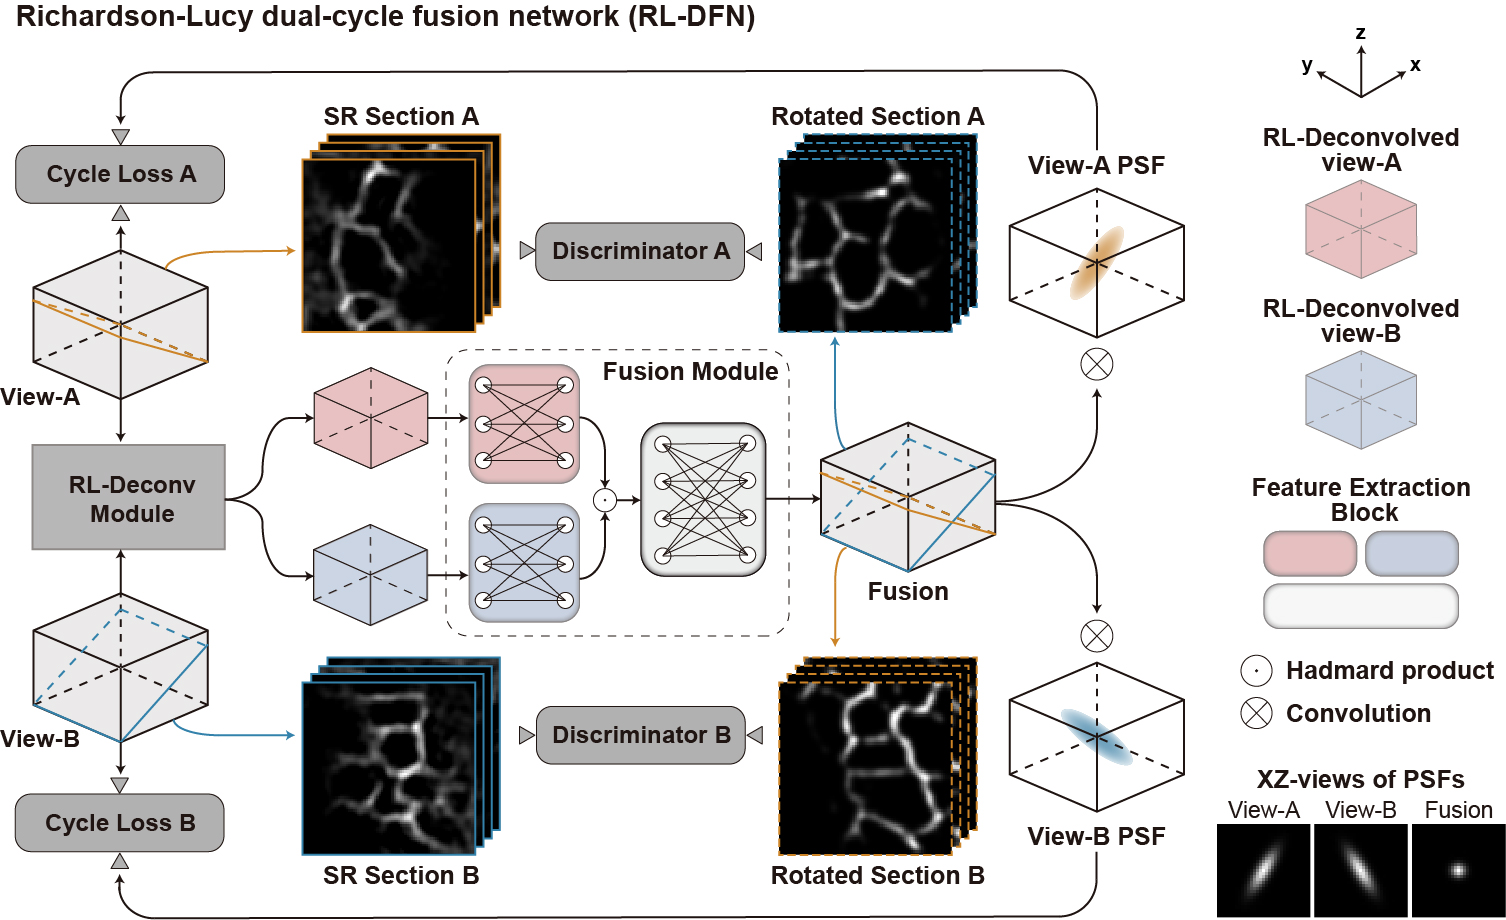 Richardson-Lucy dual-cycle fusion network (RL-DFN)
z
y
x
SR Section A
Rotated Section A
Cycle Loss A
View-A PSF
RL-Deconvolved
view-A
Discriminator A
View-A
Fusion Module
RL-Deconvolved
view-B
RL-Deconv
Module
Fusion
Feature Extraction
Block
Hadmard product
Convolution
View-B
Discriminator B
Cycle Loss B
View-B PSF
SR Section B
Rotated Section B
XZ-views of PSFs
View-A
View-B
Fusion